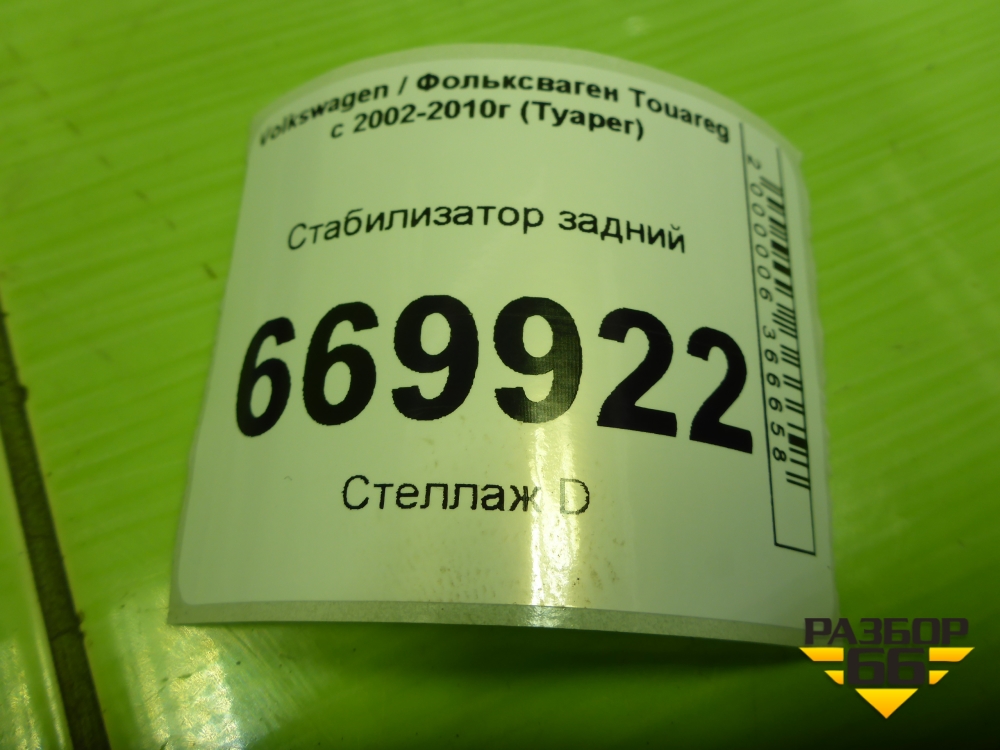 Volkswagen / Фольксваген Touareg
с 2002-2010г (Туарег)
Стабилизатор задний
669922
Стеллаж D
2000006366658
РАЗБОР
66